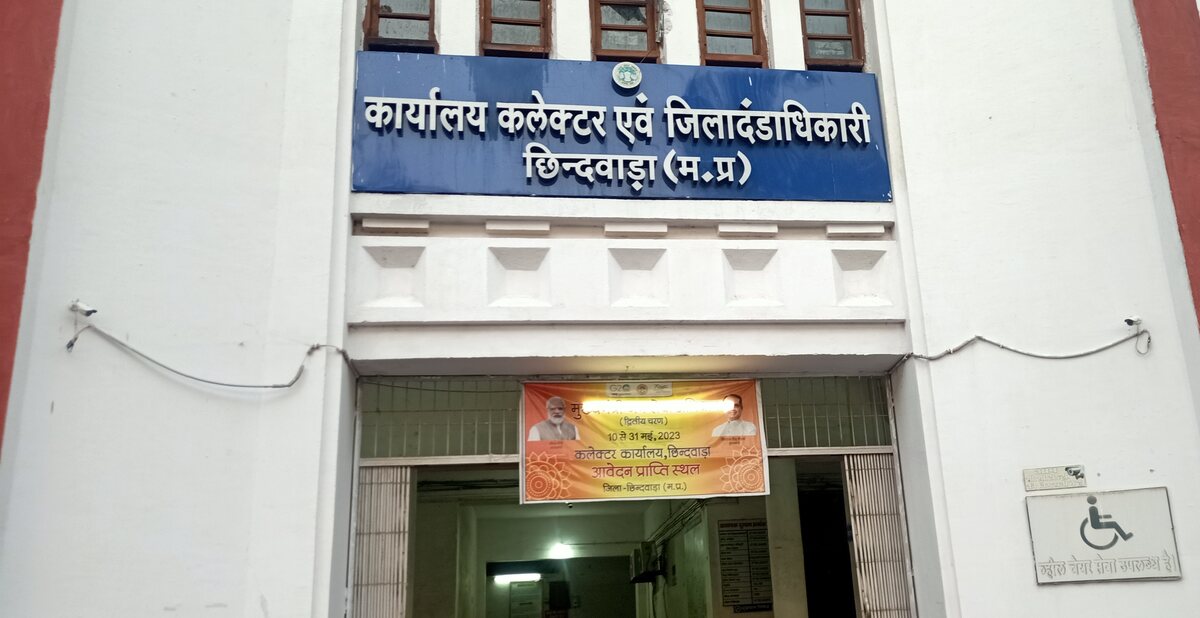 कार्यालय कलेक्टर एवं जिलादंडाधिकारी
छिन्दवाड़ा (म.प्र)
G20
(द्वितीय चरण)
10 से 31 मई, 2023
कलेक्टर कार्यालय,छिन्दवाड़ा
आवेदन प्राप्ति स्थल
जिला-छिन्दवाड़ा (म.प्र.)
व्हील चेयर सेवा उपलब्ध है।